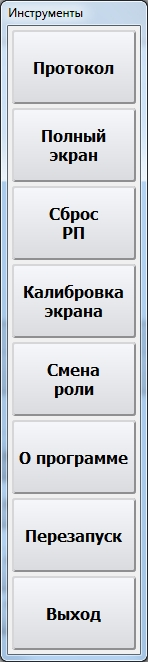 Инструменты
Протокол
Полный
экран
Сброс
РП
Калибровка
экрана
Смена
роли
О программе
Перезапуск
Выход